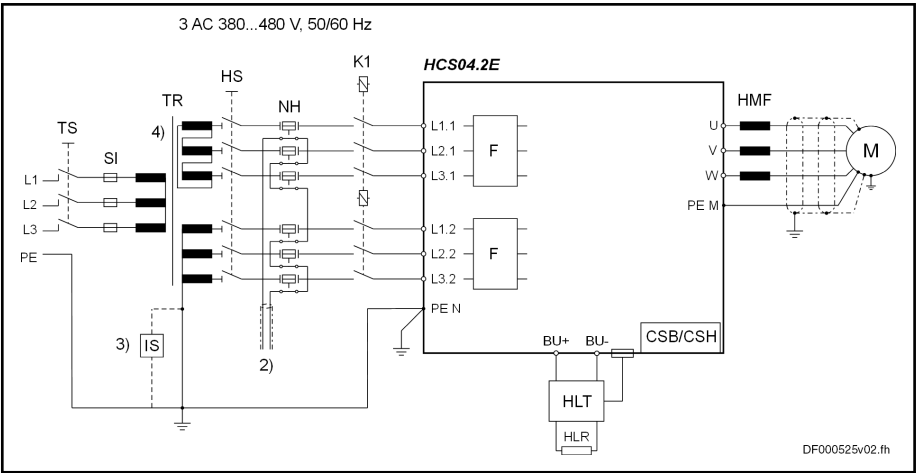 3 AC 380...480 V, 50/60 Hz
K1
HCS04.2E
HS
TR
NH
HMF
TS
4)
SI
L1.1
L2.1
L3.1
F
U
V
W
M
L1
L2
L3
PE
PE M
L1.2
L2.2
L3.2
F
PE N
3)
IS
2)
BU+
BU-
CSB/CSH
HLT
HLR
DF000525v02.fh